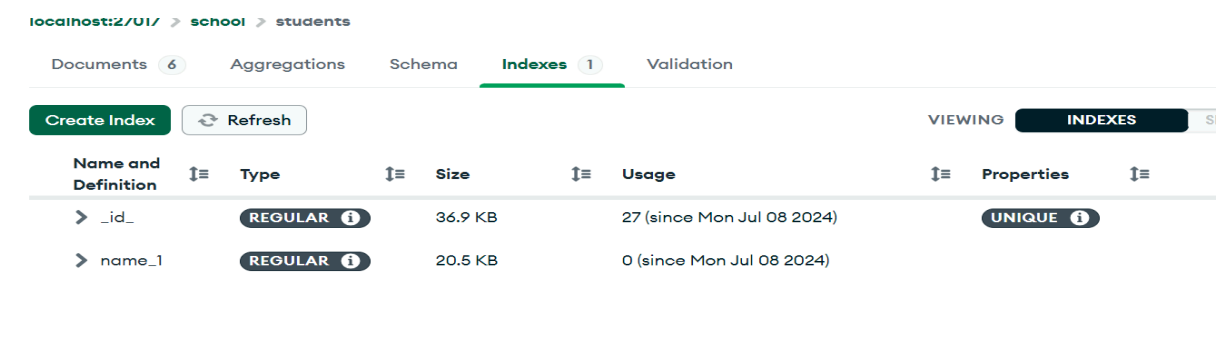 localhost:27017 > school > students
Documents 6 Aggregations Schema Indexes 1 Validation
Create Index Refresh VIEWING INDEXES
Name and Definition Type Size Usage Properties
_id_ REGULAR 36.9 KB 27 (since Mon Jul 08 2024) UNIQUE
name_1 REGULAR 20.5 KB 0 (since Mon Jul 08 2024)